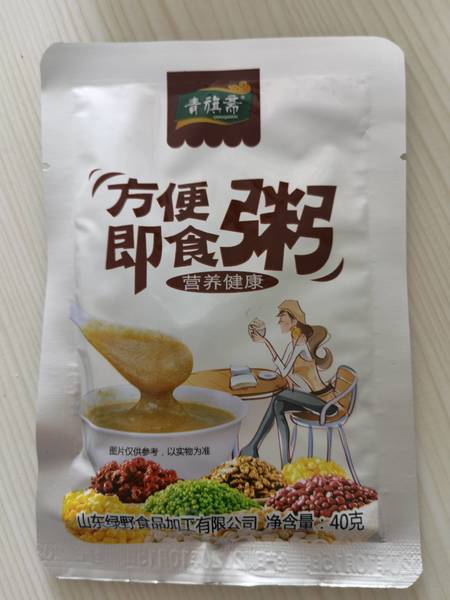 青旗斋
方便
即食粥
营养健康
图片仅供参考,以实物为准
山东绿野食品加工有限公司 净含量:40克